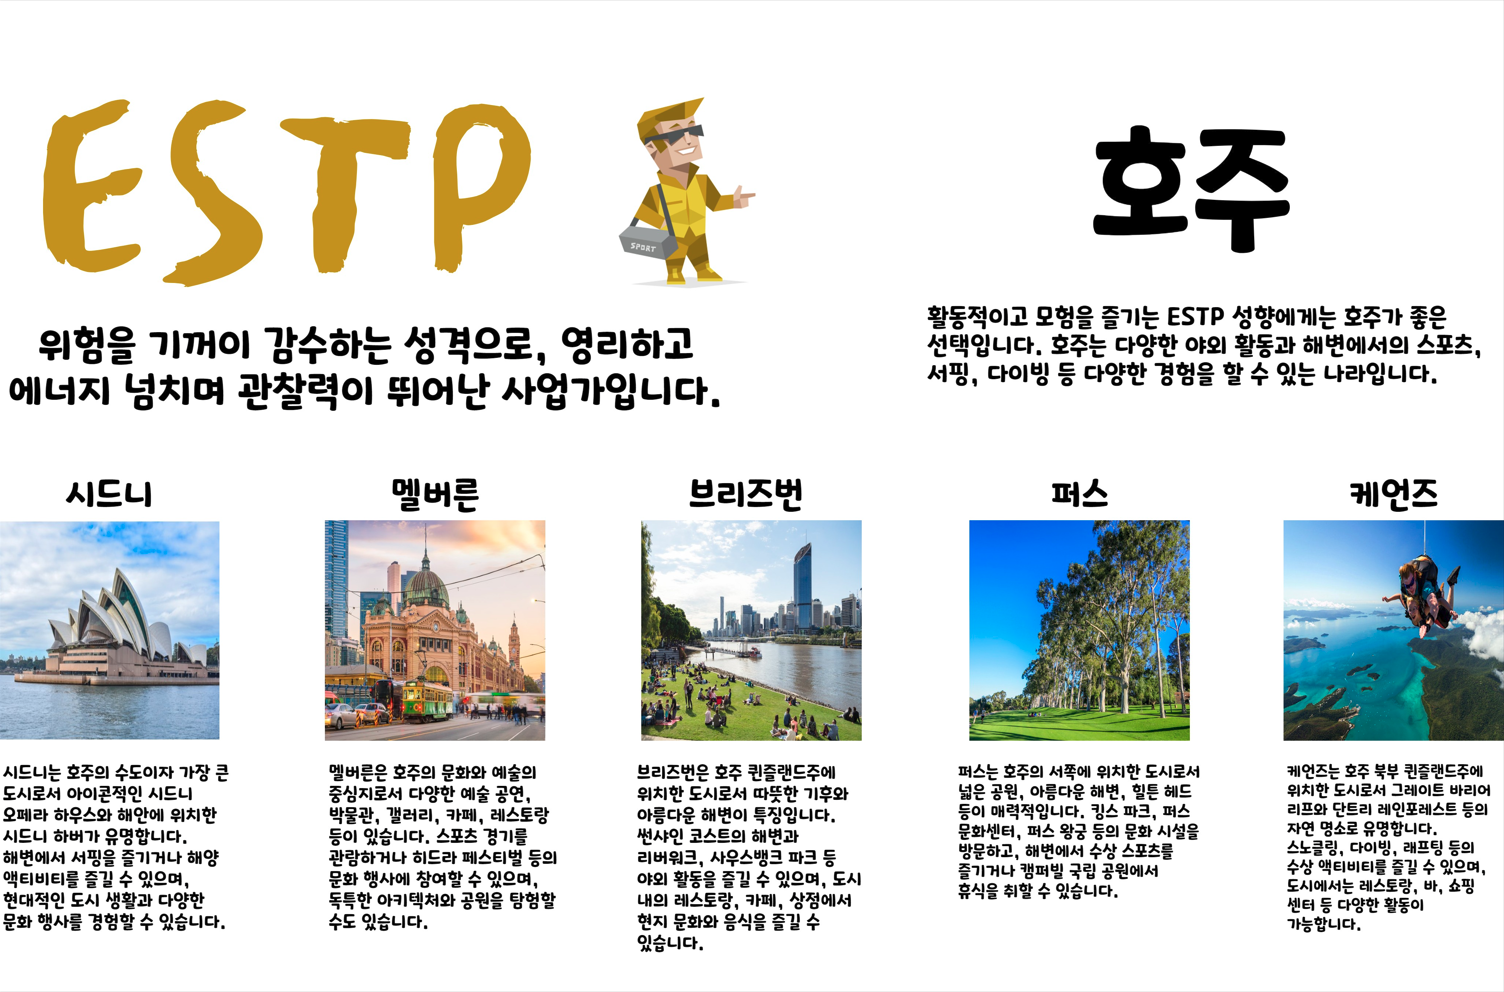 ESTP
SPORT
호주
위험을 기꺼이 감수하는 성격으로, 영리하고
에너지 넘치며 관찰력이 뛰어난 사업가입니다.
활동적이고 모험을 즐기는 ESTP 성향에게는 호주가 좋은
선택입니다. 호주는 다양한 야외 활동과 해변에서의 스포츠,
서핑, 다이빙 등 다양한 경험을 할 수 있는 나라입니다.
시드니
시드니는 호주의 수도이자 가장 큰
도시로서 아이콘적인 시드니
오페라 하우스와 해안에 위치한
시드니 하버가 유명합니다.
해변에서 서핑을 즐기거나 해양
액티비티를 즐길 수 있으며,
현대적인 도시 생활과 다양한
문화 행사를 경험할 수 있습니다.
멜버른
멜버른은 호주의 문화와 예술의
중심지로서 다양한 예술 공연,
박물관, 갤러리, 카페, 레스토랑
등이 있습니다. 스포츠 경기를
관람하거나 히드라 페스티벌 등의
문화 행사에 참여할 수 있으며,
독특한 아키텍처와 공원을 탐험할
수도 있습니다.
브리즈번
브리즈번은 호주 퀸즐랜드주에
위치한 도시로서 따뜻한 기후와
아름다운 해변이 특징입니다.
썬샤인 코스트의 해변과
리버워크, 사우스뱅크 파크 등
야외 활동을 즐길 수 있으며, 도시
내의 레스토랑, 카페, 상점에서
현지 문화와 음식을 즐길 수
있습니다.
퍼스
퍼스는 호주의 서쪽에 위치한 도시로서
넓은 공원, 아름다운 해변, 힐튼 헤드
등이 매력적입니다. 킹스 파크, 퍼스
문화센터, 퍼스 왕궁 등의 문화 시설을
방문하고, 해변에서 수상 스포츠를
즐기거나 캠퍼빌 국립 공원에서
휴식을 취할 수 있습니다.
케언즈
케언즈는 호주 북부 퀸즐랜드주에
위치한 도시로서 그레이트 바리어
리프와 단트리 레인포레스트 등의
자연 명소로 유명합니다.
스노클링, 다이빙, 래프팅 등의
수상 액티비티를 즐길 수 있으며,
도시에서는 레스토랑, 바, 쇼핑
센터 등 다양한 활동이
가능합니다.